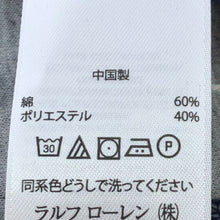 中国製
綿 60%
ポリエステル 40%
30 P
同系色どうしで洗ってください
ラルフ ローレン (株)